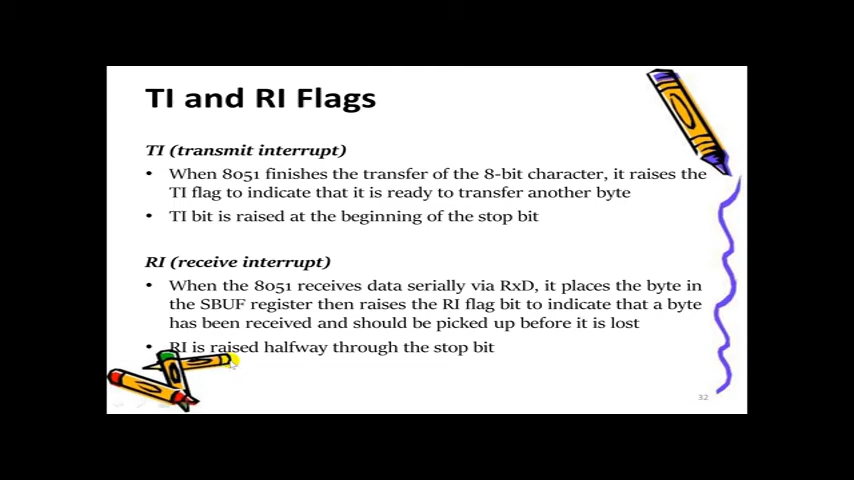 TI and RI Flags
TI (transmit interrupt)
• When 8051 finishes the transfer of the 8-bit character, it raises the
TI flag to indicate that it is ready to transfer another byte
• TI bit is raised at the beginning of the stop bit
RI (receive interrupt)
• When the 8051 receives data serially via RxD, it places the byte in
the SBUF register then raises the RI flag bit to indicate that a byte
has been received and should be picked up before it is lost
• RI is raised halfway through the stop bit
32